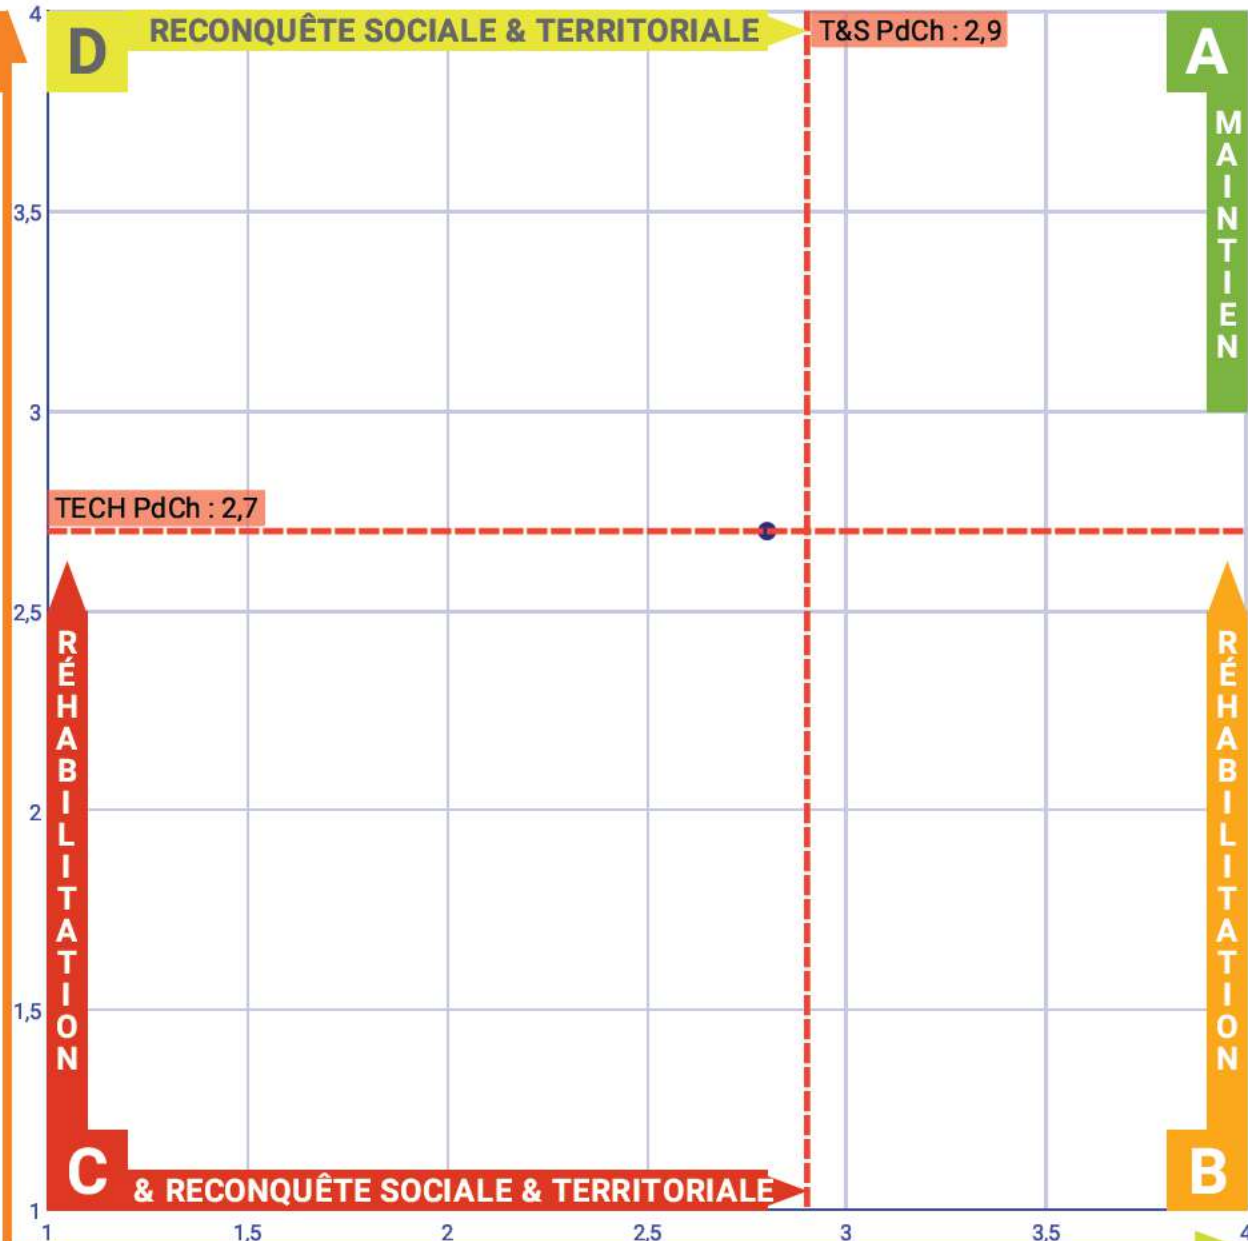 4
D
RECONQUÊTE SOCIALE & TERRITORIALE
T&S PdCh : 2,9
A
MAINTIEN
3,5
3
TECH PdCh : 2,7
2,5
RÉHABILITATION
RÉHABILITATION
2
1,5
C
& RECONQUÊTE SOCIALE & TERRITORIALE
B
1
1
1,5
2
2,5
3
3,5
4